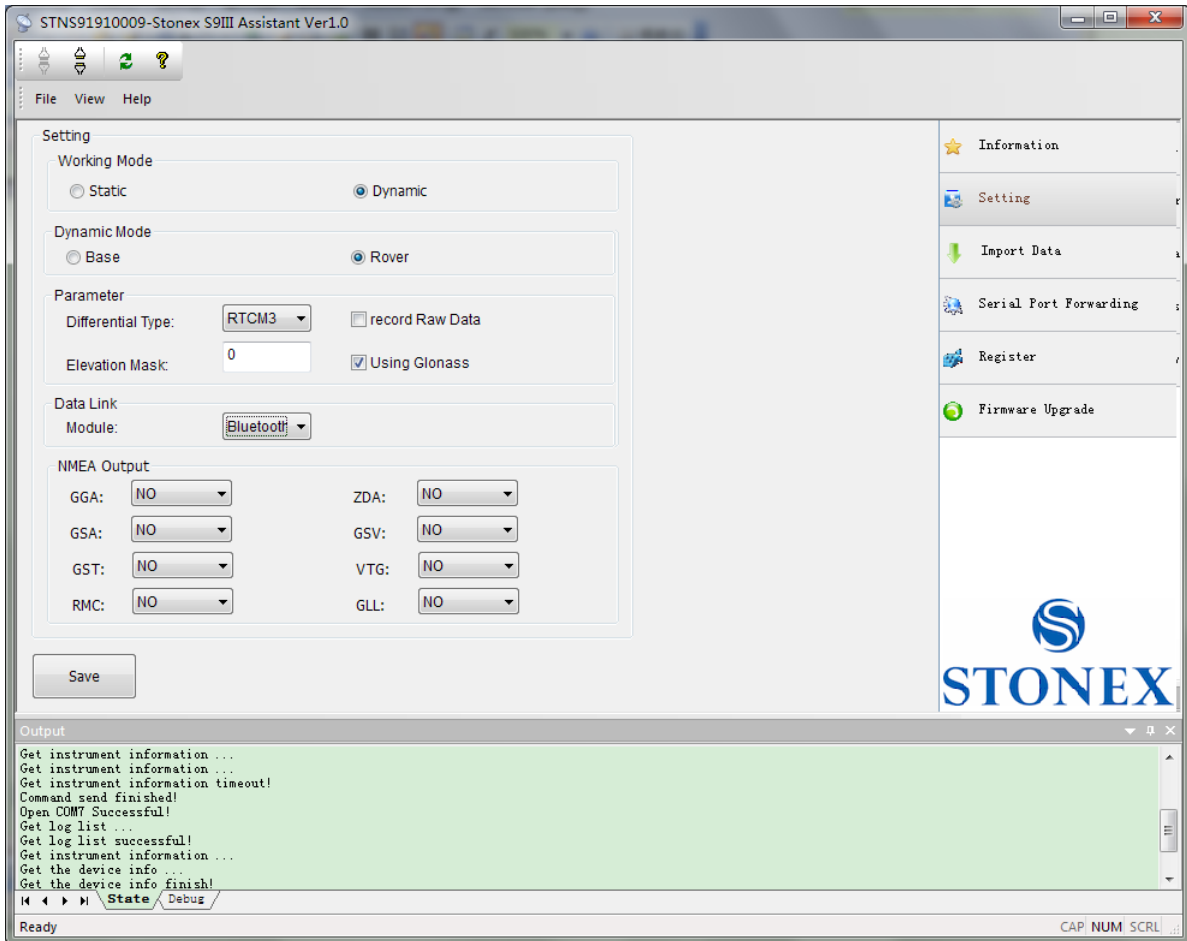 STNS91910009-Stonex S9III Assistant Ver1.0
File View Help
Setting
Working Mode
Static Dynamic
Dynamic Mode
Base Rover
Parameter
Differential Type: RTCM3 record Raw Data
Elevation Mask: 0 Using Glonass
Data Link
Module: Bluetooth
NMEA Output
GGA: NO ZDA: NO
GSA: NO GSV: NO
GST: NO VTG: NO
RMC: NO GLL: NO
Save
Information
Setting
Import Data
Serial Port Forwarding
Register
Firmware Upgrade
STONEX
Output
Get instrument information ...
Get instrument information ...
Get instrument information timeout!
Command send finished!
Open COM7 Successful!
Get log list ...
Get log list successful!
Get instrument information ...
Get the device info ...
Get the device info finish!
State Debug
Ready CAP NUM SCRL